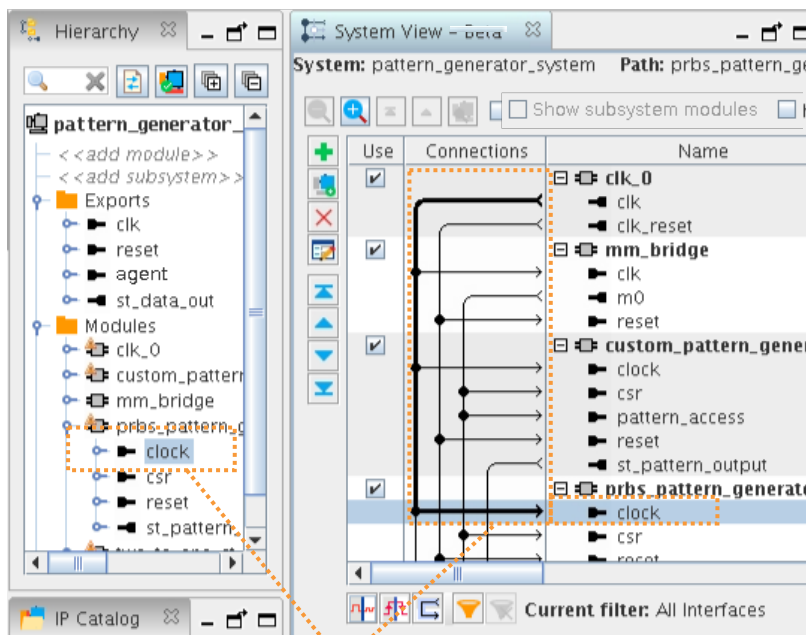 Hierarchy
pattern_generator_
<<add module>>
<<add subsystem>>
Exports
clk
reset
agent
st_data_out
Modules
clk_0
custom_pattern
mm_bridge
prbs_pattern_g
clock
csr
reset
st_pattern_
IP Catalog
System View - Beta
System: pattern_generator_system Path: prbs_pattern_ge
Show subsystem modules
Use Connections Name
clk_0
clk
clk_reset
mm_bridge
clk
m0
reset
custom_pattern_gener
clock
csr
pattern_access
reset
st_pattern_output
prbs_pattern_generato
clock
csr
reset
Current filter: All Interfaces